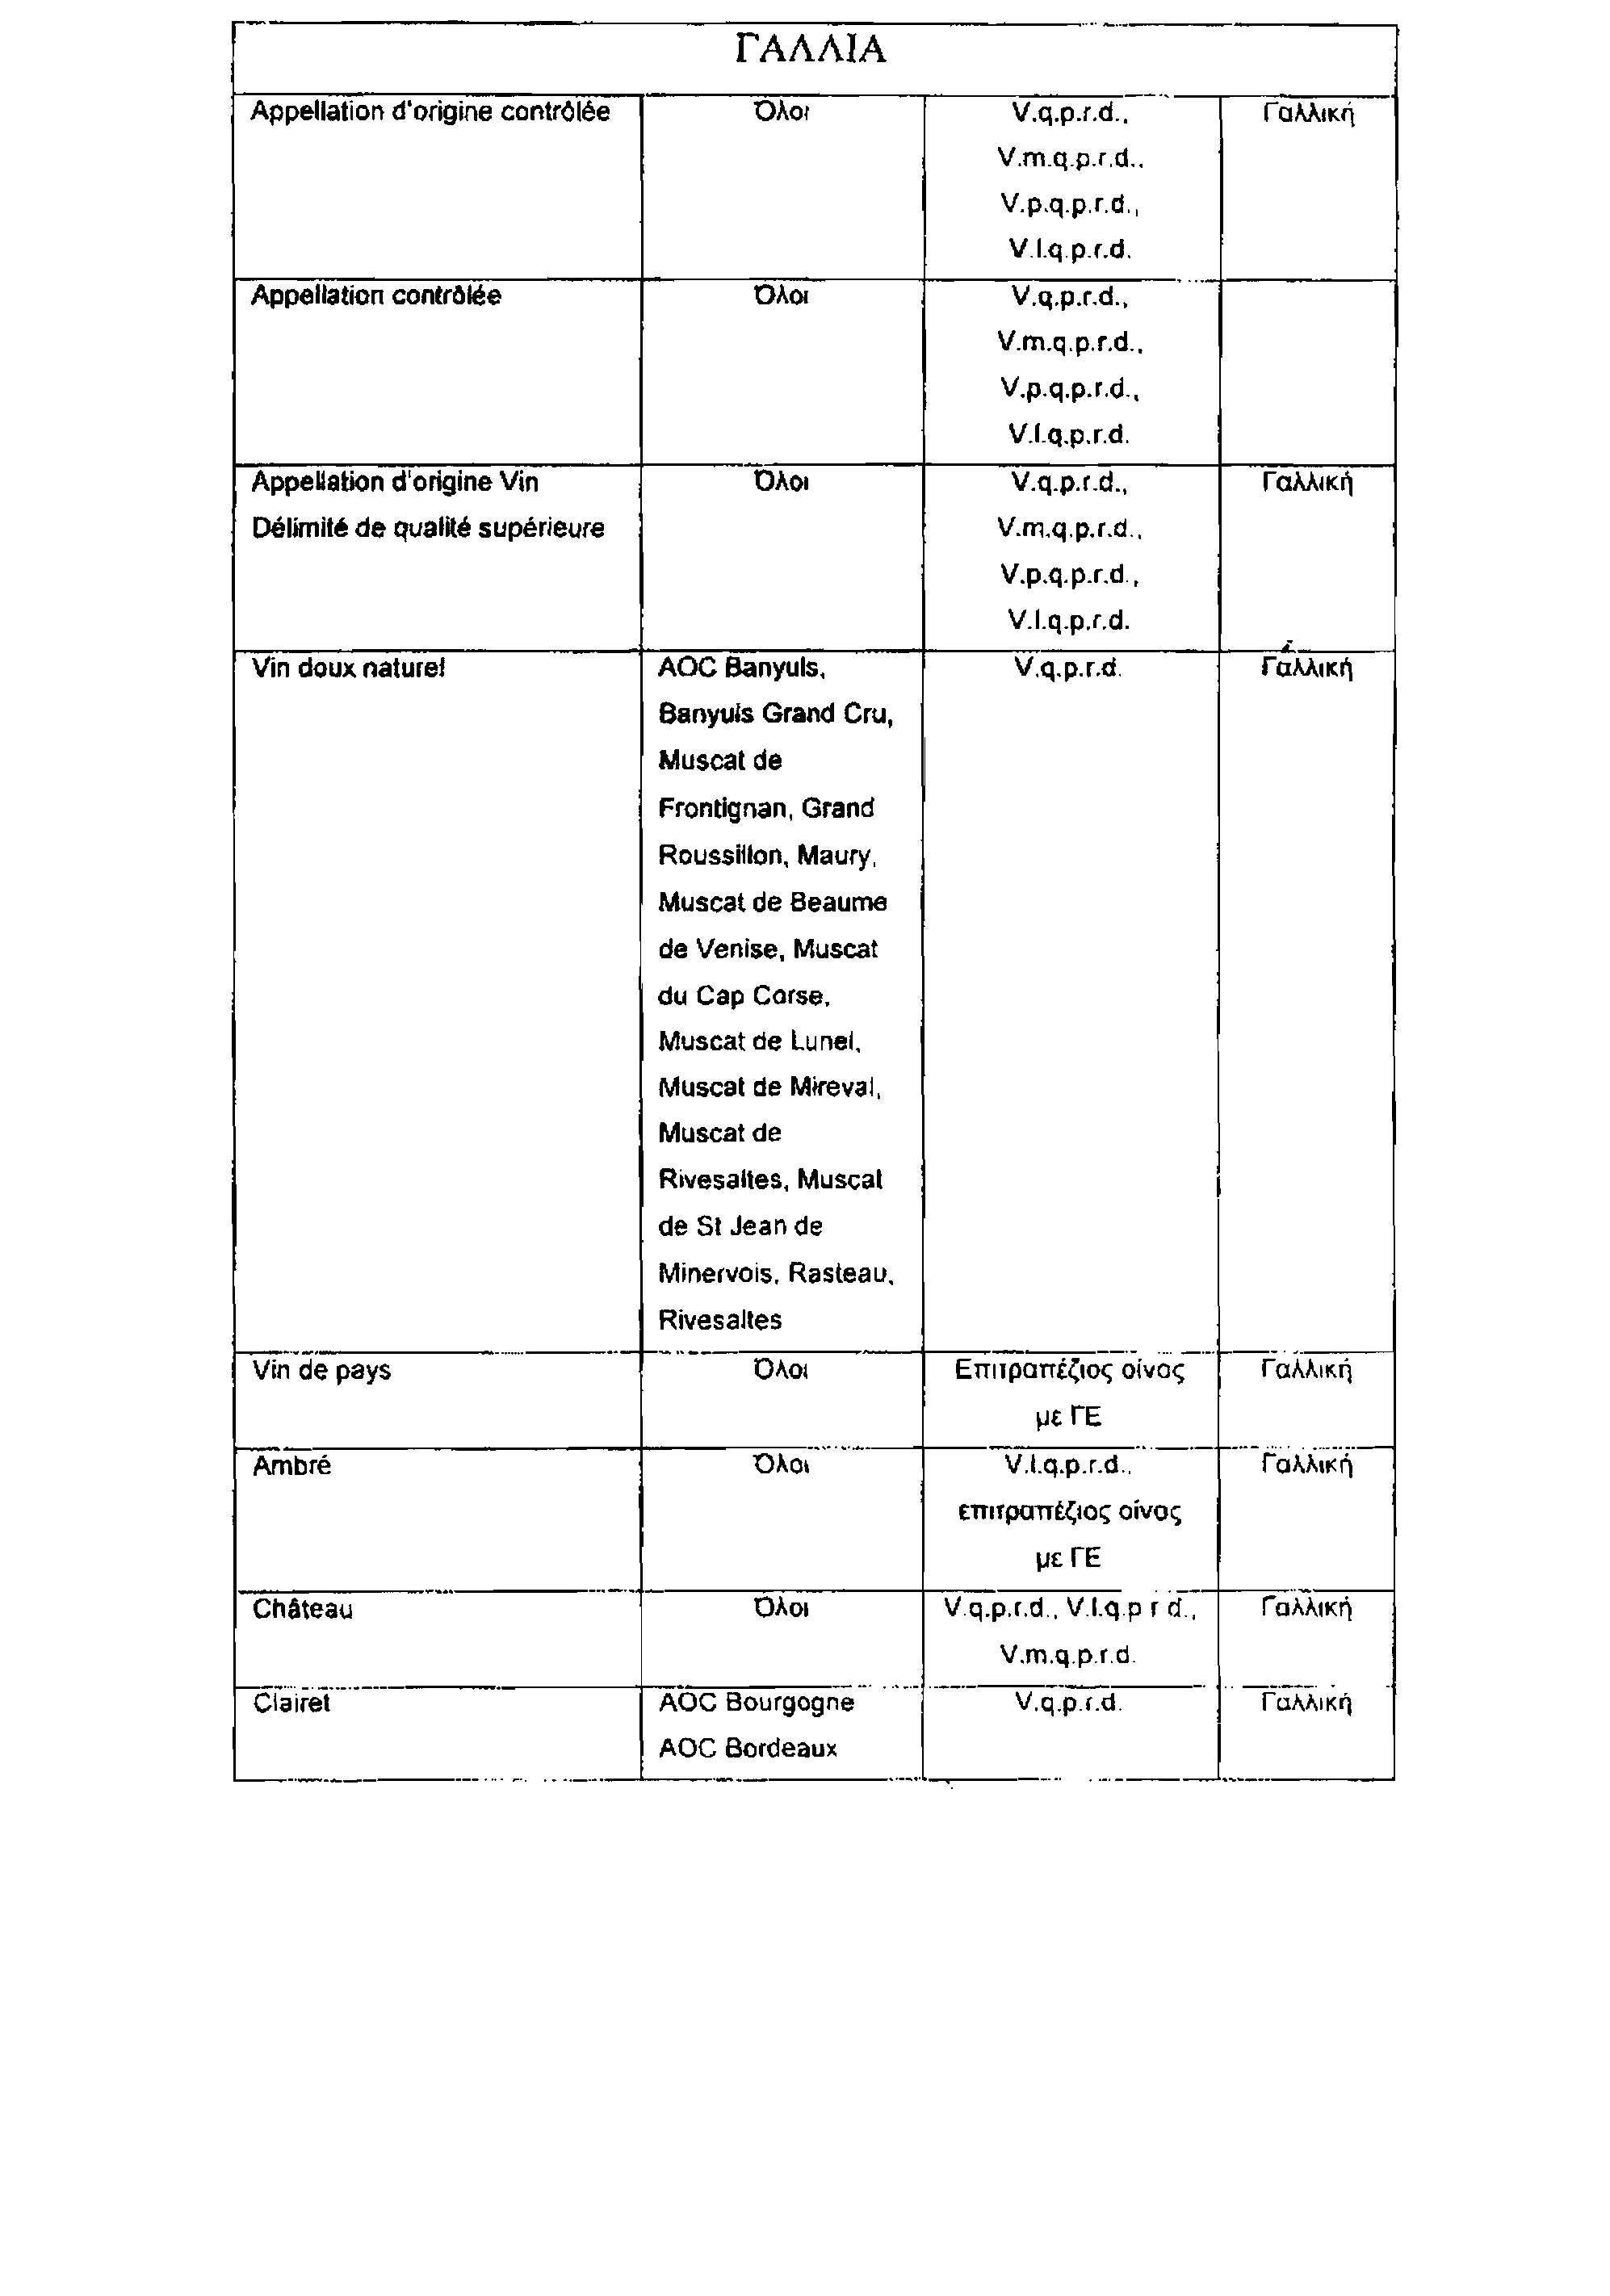 ΓΑΛΛΙΑ
Appellation d'origine contrôlée
Όλοι
V.q.p.r.d.,
V.m.q.p.r.d.,
V.p.q.p.r.d.,
V.l.q.p.r.d.
Γαλλική
Appellation contrôlée
Όλοι
V.q.p.r.d.,
V.m.q.p.r.d.,
V.p.q.p.r.d.,
V.l.q.p.r.d.
Appellation d'origine Vin
Délimité de qualité supérieure
Όλοι
V.q.p.r.d.,
V.m.q.p.r.d.,
V.p.q.p.r.d.,
V.l.q.p.r.d.
Γαλλική
Vin doux naturel
AOC Banyuls,
Banyuls Grand Cru,
Muscat de
Frontignan, Grand
Roussillon, Maury,
Muscat de Beaume
de Venise, Muscat
du Cap Corse,
Muscat de Lunel,
Muscat de Mireval,
Muscat de
Rivesaltes, Muscat
de St Jean de
Minervois, Rasteau,
Rivesaltes
V.q.p.r.d.
Γαλλική
Vin de pays
Όλοι
Επιτραπέζιος οίνος
με ΓΕ
Γαλλική
Ambré
Όλοι
V.l.q.p.r.d.,
επιτραπέζιος οίνος
με ΓΕ
Γαλλική
Château
Όλοι
V.q.p.r.d., V.l.q.p.r.d.,
V.m.q.p.r.d.
Γαλλική
Clairet
AOC Bourgogne
AOC Bordeaux
V.q.p.r.d.
Γαλλική